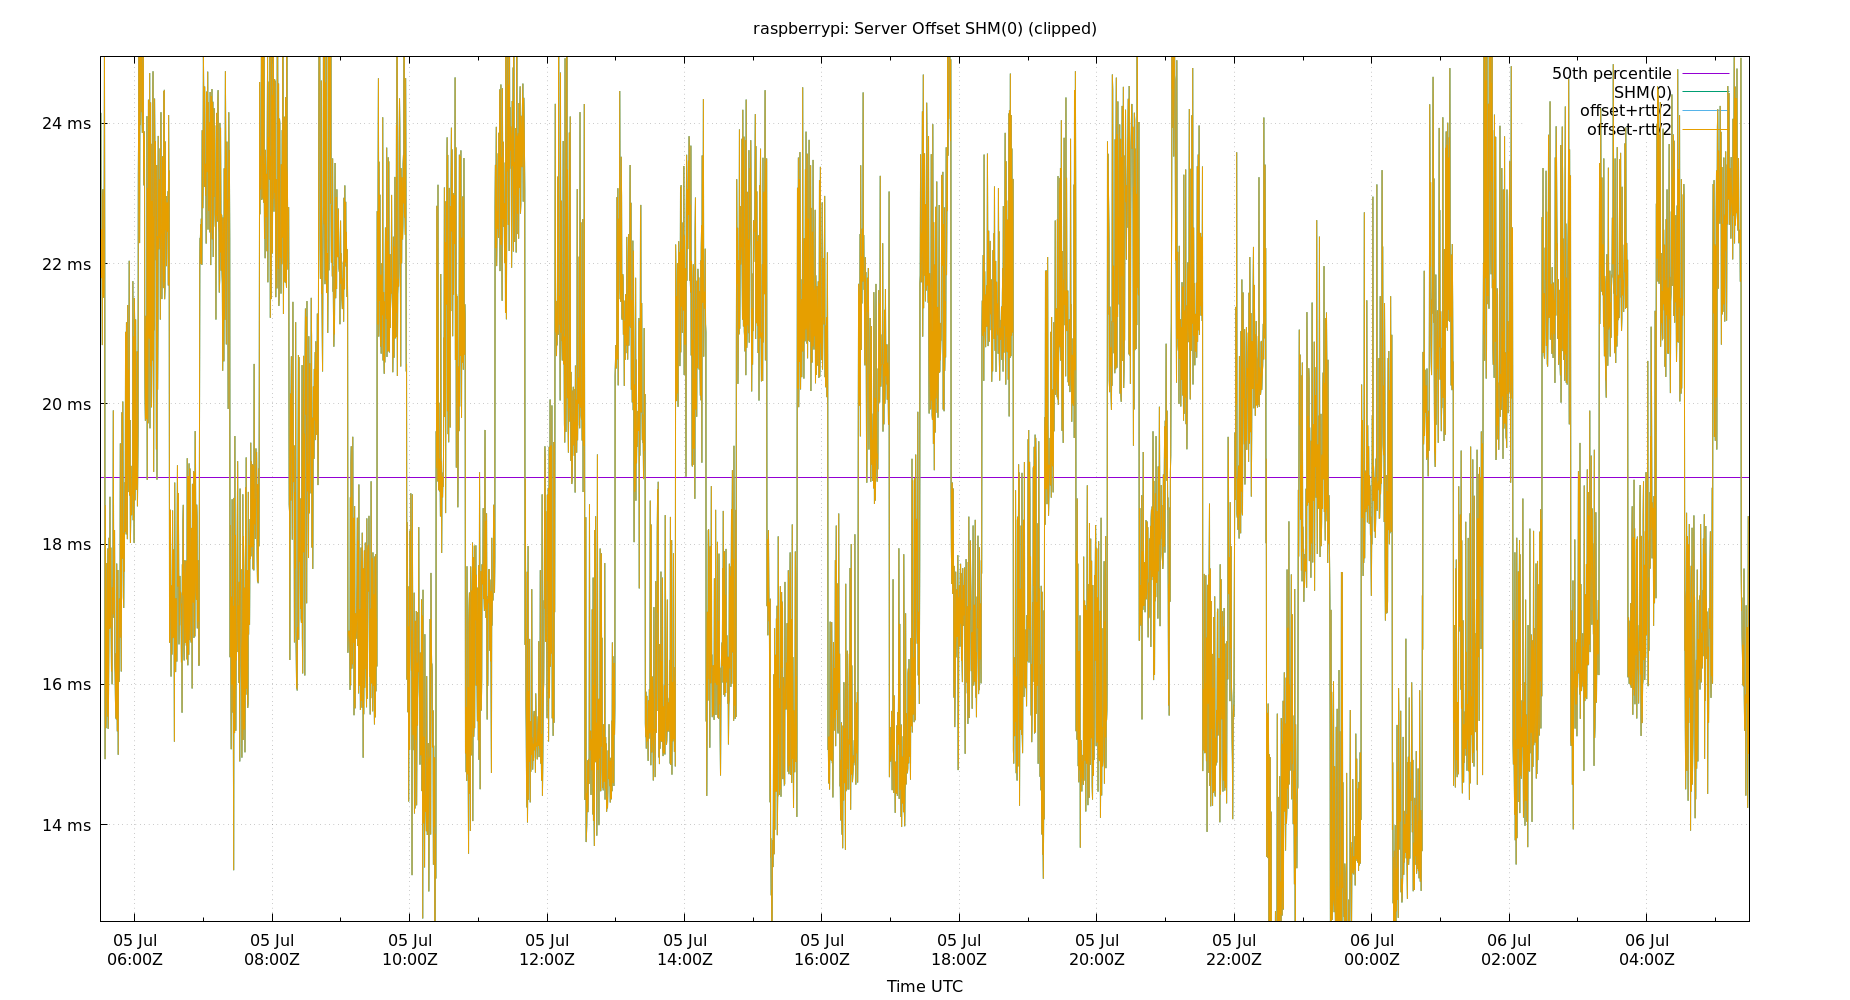 raspberrypi: Server Offset SHM(0) (clipped)
50th percentile
SHM(0)
offset+rtt/2
offset-rtt/2
24 ms
22 ms
20 ms
18 ms
16 ms
14 ms
05 Jul 05 Jul 05 Jul 05 Jul 05 Jul 05 Jul 05 Jul 05 Jul 05 Jul 06 Jul 06 Jul 06 Jul
06:00Z 08:00Z 10:00Z 12:00Z 14:00Z 16:00Z 18:00Z 20:00Z 22:00Z 00:00Z 02:00Z 04:00Z
Time UTC